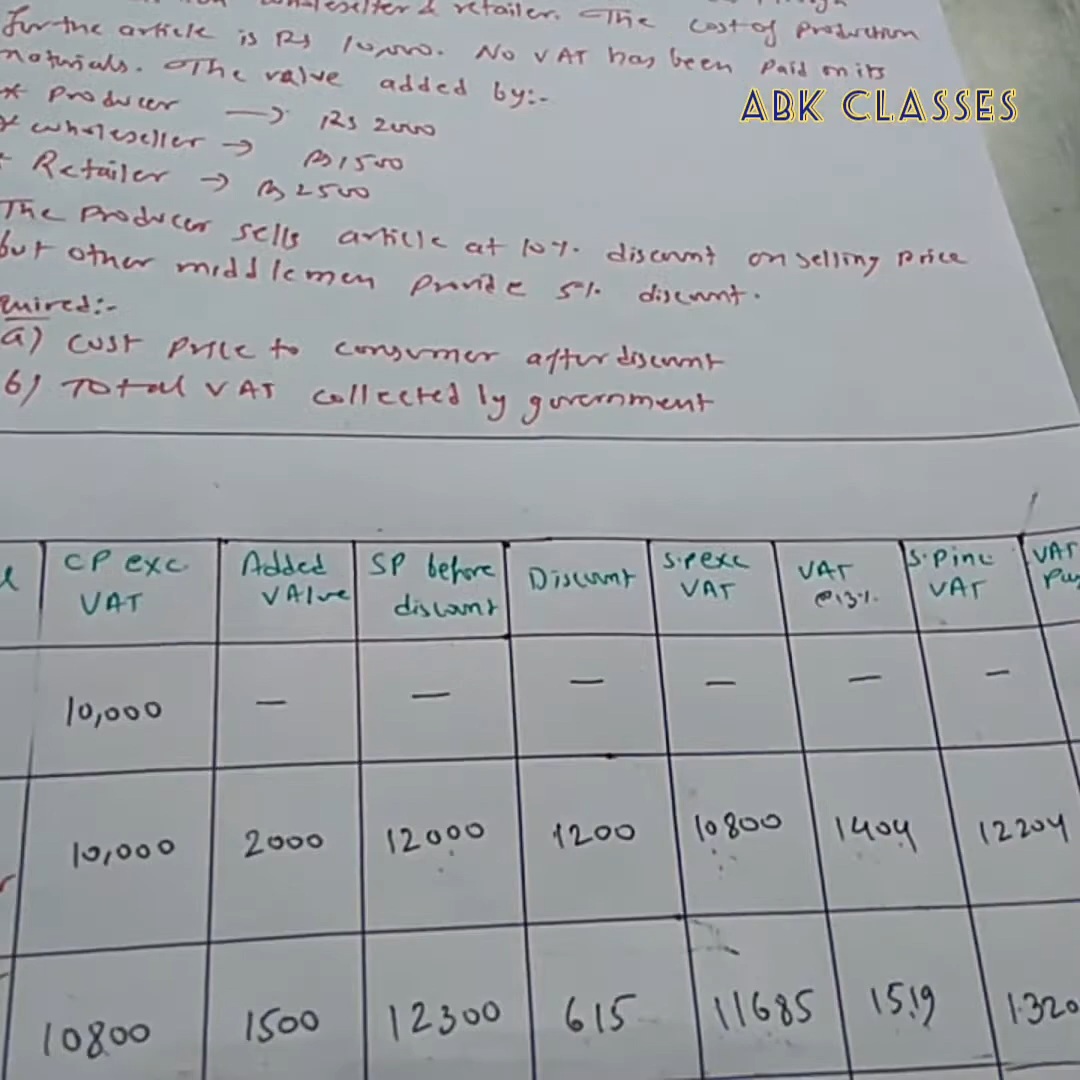 wholeseller & retailer. The
for the article is Rs 10,000. The cost of production
materials. No VAT has been paid on its
The value added by:-
* Producer → Rs 2000
* wholeseller → Rs 1500
* Retailer → Rs 2500
ABK CLASSES
The Producer sells article at 10% discount on selling price
but other middlemen provide 5% discount.
quired:-
a) Cost price to consumer after discount
b) Total VAT collected by government
CP exc VAT | Added VAlue | SP before discount | Discount | S.P exc VAT | VAT @13% | S.P inc VAT | VAT
10,000 | — | — | — | — | — | —
10,000 | 2000 | 12000 | 1200 | 10800 | 1404 | 12204
10800 | 1500 | 12300 | 615 | 11685 | 1519 | 1320